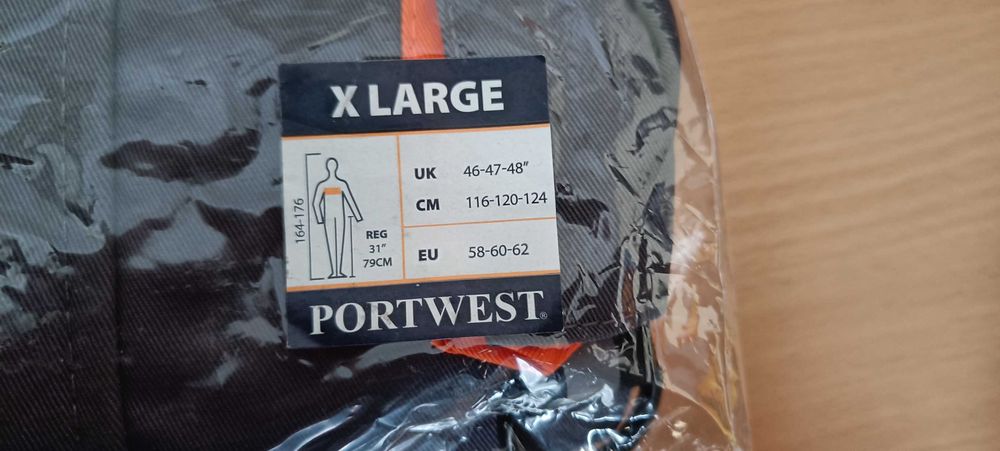 X LARGE
164-176
REG
31"
79CM
UK 46-47-48"
CM 116-120-124
EU 58-60-62
PORTWEST®